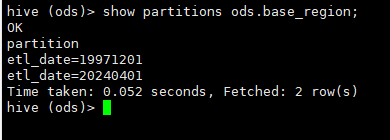 hive (ods)> show partitions ods.base_region;
OK
partition
etl_date=19971201
etl_date=20240401
Time taken: 0.052 seconds, Fetched: 2 row(s)
hive (ods)>